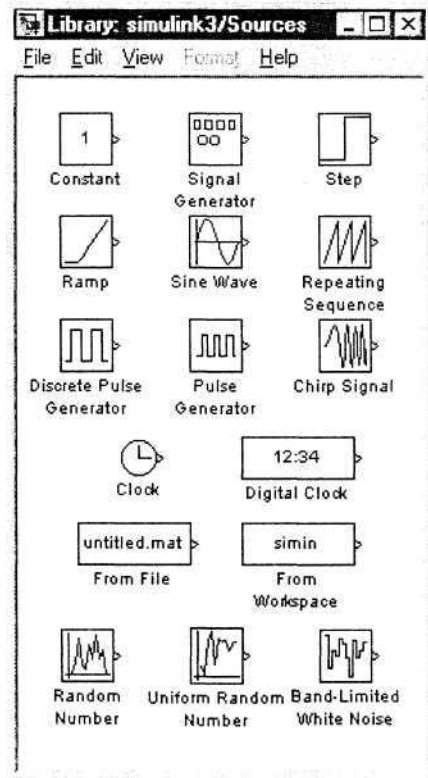 Library: simulink3/Sources
File Edit View Format Help
1
Constant
Signal
Generator
Step
Ramp
Sine Wave
Repeating
Sequence
Discrete Pulse
Generator
Pulse
Generator
Chirp Signal
Clock
12:34
Digital Clock
untitled.mat
From File
simin
From
Workspace
Random
Number
Uniform Random
Number
Band-Limited
White Noise